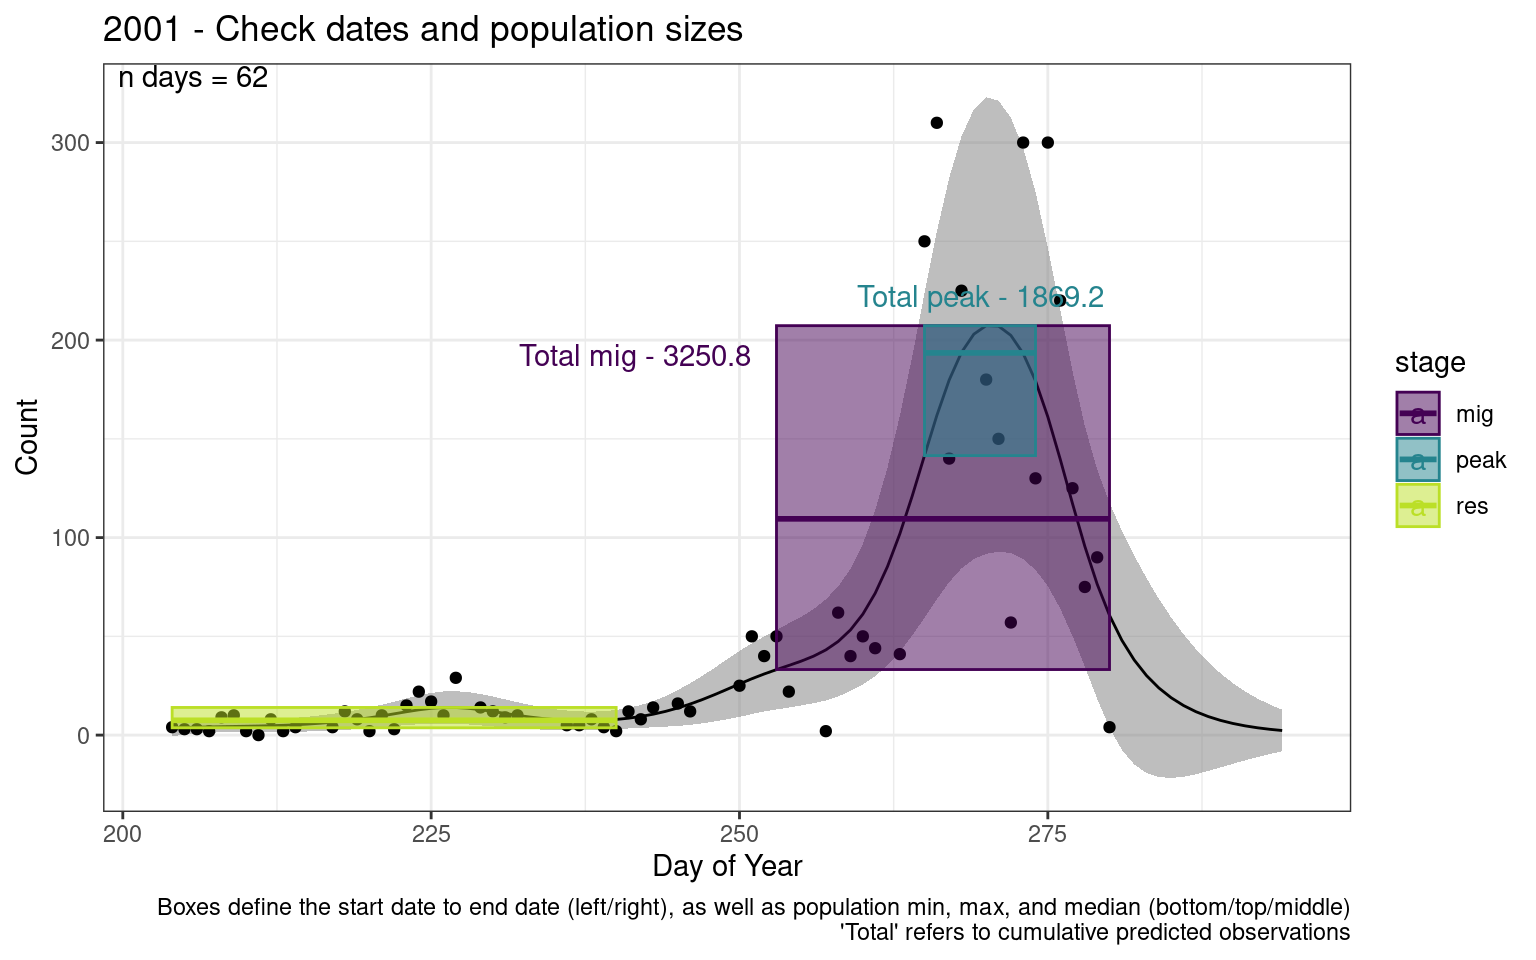 2001 - Check dates and population sizes
n days = 62
300
200
100
0
Count
Total peak - 1869.2
Total mig - 3250.8
200
225
250
275
Day of Year
stage
a mig
a peak
a res
Boxes define the start date to end date (left/right), as well as population min, max, and median (bottom/top/middle)
'Total' refers to cumulative predicted observations